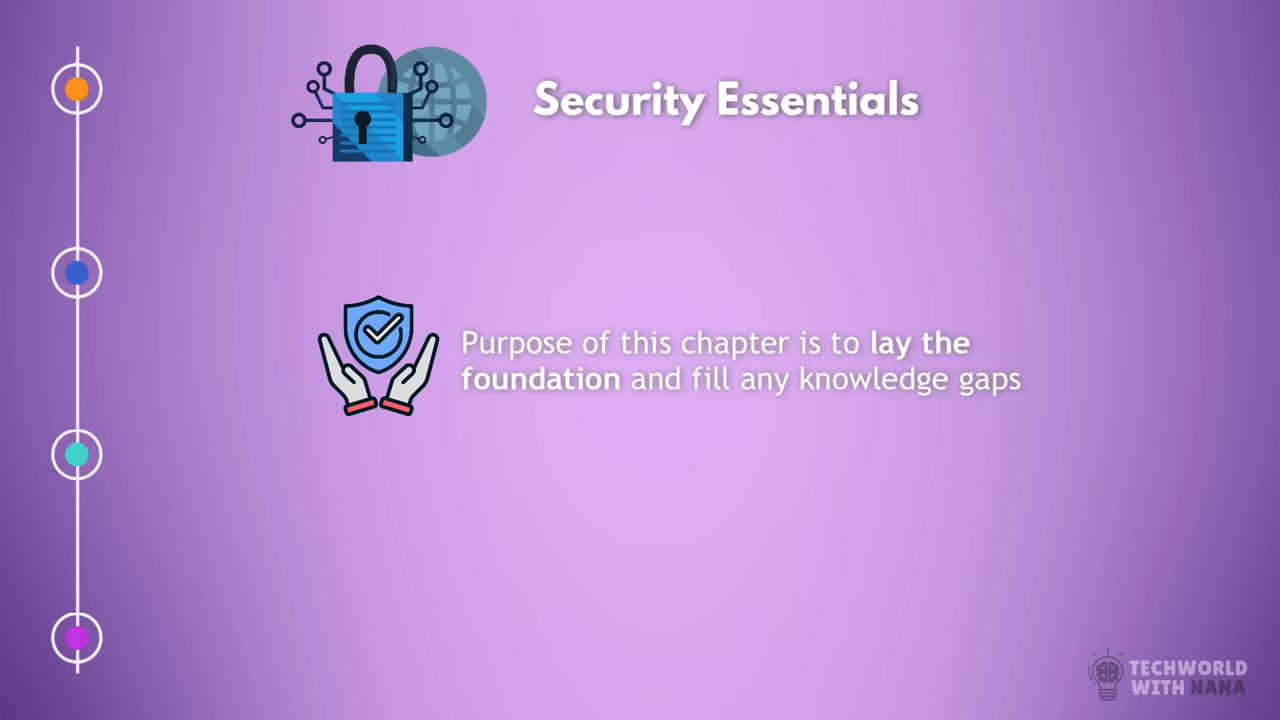 Security Essentials
Purpose of this chapter is to lay the
foundation and fill any knowledge gaps
TECHWORLD
WITH NANA